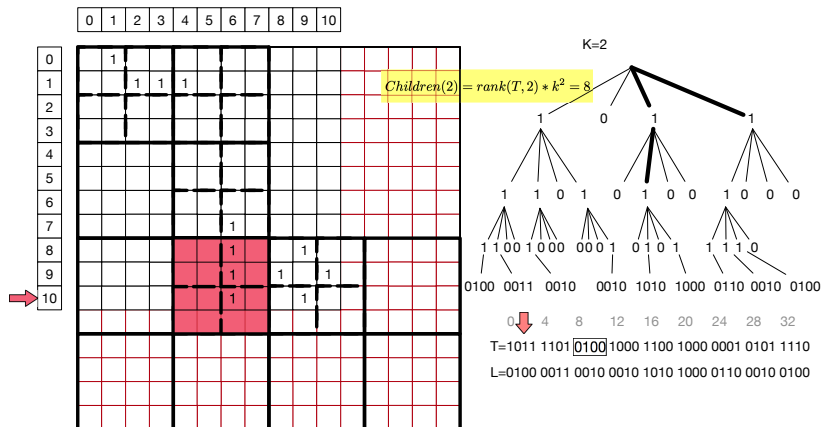 0 1 2 3 4 5 6 7 8 9 10
K=2
0 1
1 1 1 1
Children(2) = rank(T, 2) ∗ k² = 8
2
3
1 0 1 1
4
5
6
1 1 0 1 0 1 0 0 1 0 0 0
7 1
8 1 1
1 1 0 0 1 0 0 0 0 0 0 1 0 1 0 1 1 1 1 0
9 1 1 1
10 1 1
0100 0011 0010 0010 1010 1000 0110 0010 0100
0 4 8 12 16 20 24 28 32
T=1011 1101 0100 1000 1100 1000 0001 0101 1110
L=0100 0011 0010 0010 1010 1000 0110 0010 0100